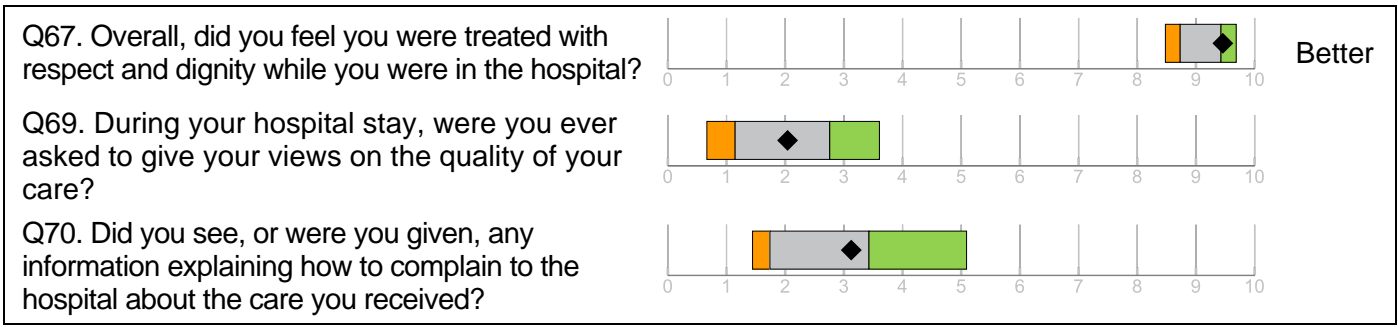 Q67. Overall, did you feel you were treated with
respect and dignity while you were in the hospital?
Better
0 1 2 3 4 5 6 7 8 9 10
Q69. During your hospital stay, were you ever
asked to give your views on the quality of your
care?
0 1 2 3 4 5 6 7 8 9 10
Q70. Did you see, or were you given, any
information explaining how to complain to the
hospital about the care you received?
0 1 2 3 4 5 6 7 8 9 10